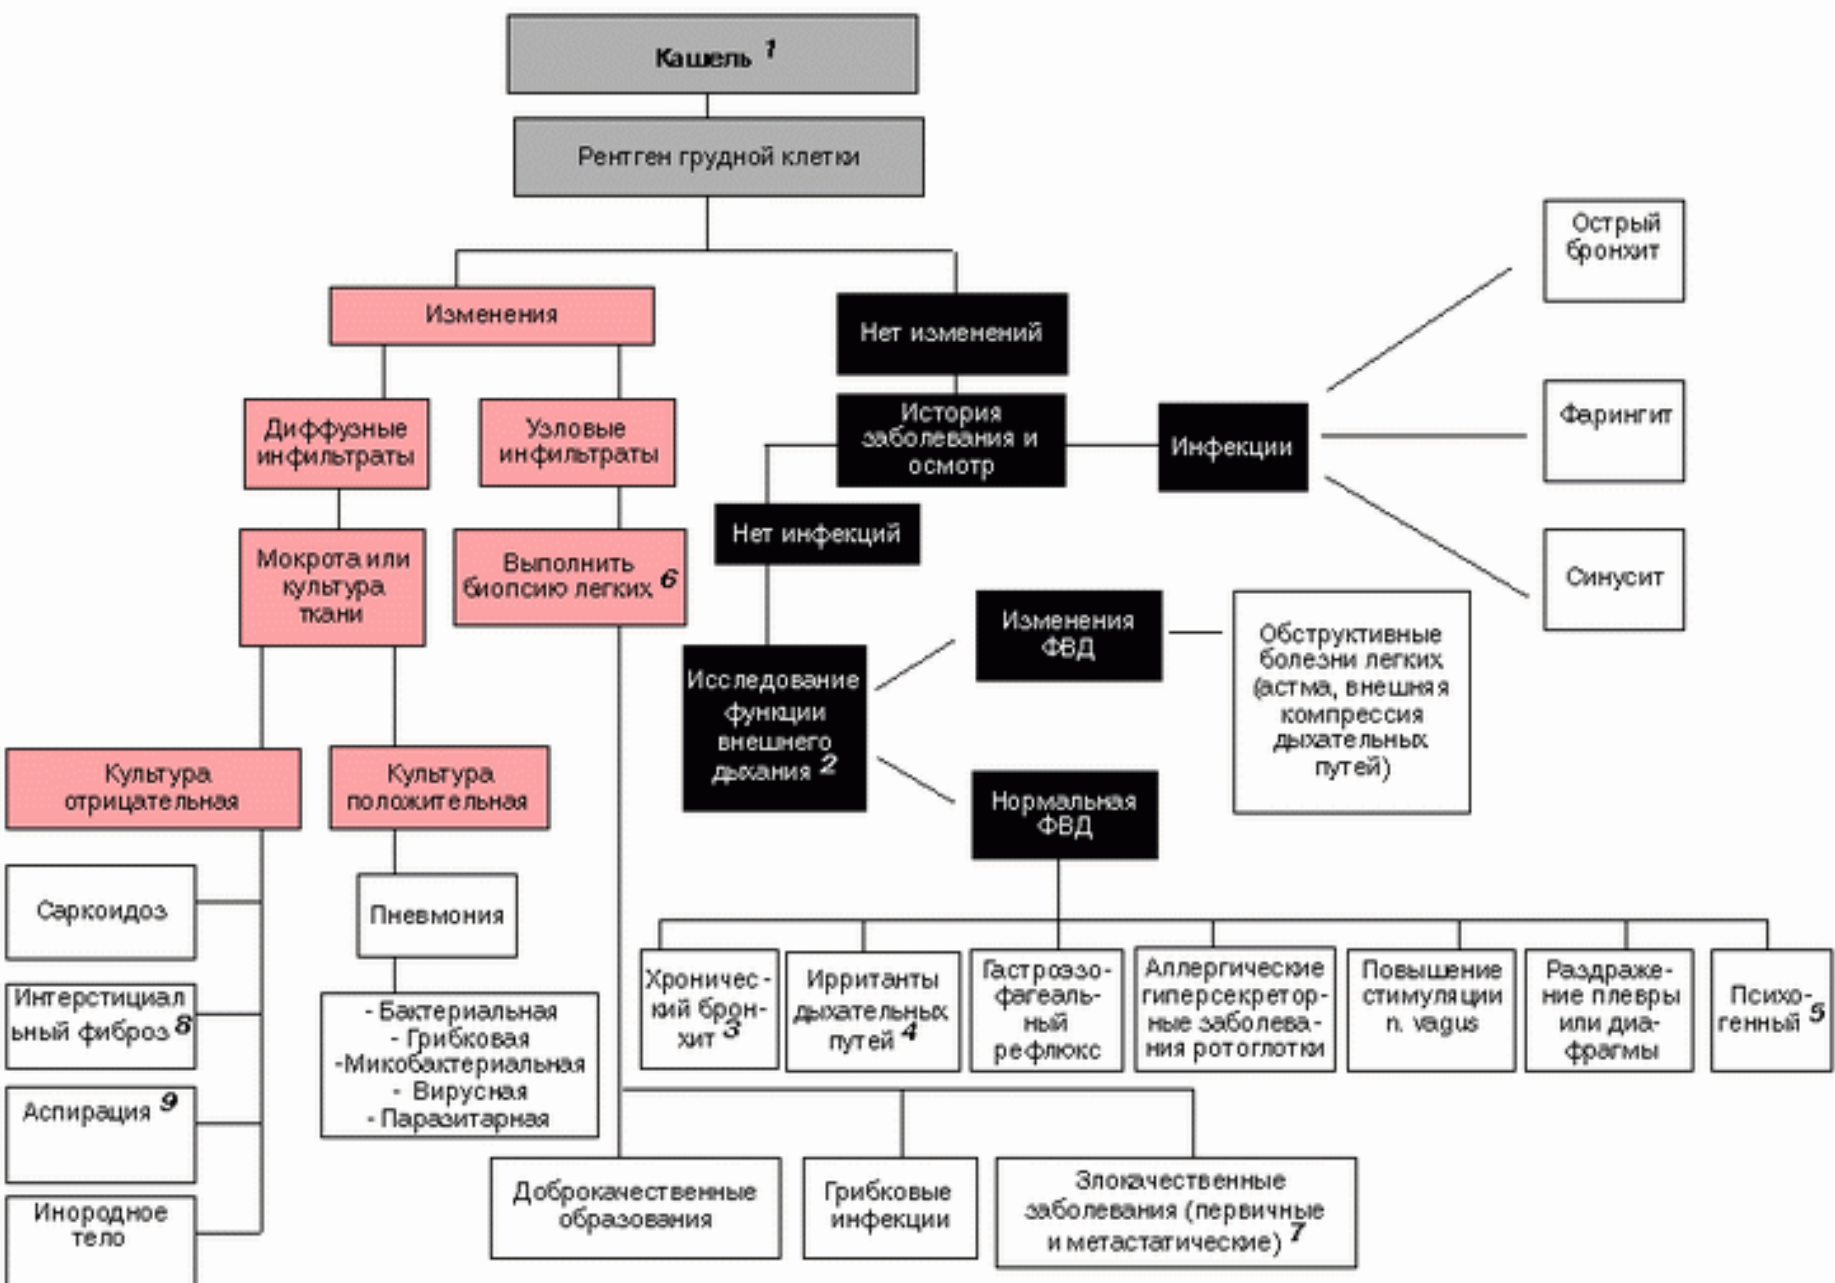 Кашель 1
Рентген грудной клетки
Изменения
Нет изменений
Острый
бронхит
Диффузные
инфильтраты
Узловые
инфильтраты
История
заболевания и
осмотр
Инфекции
Фарингит
Нет инфекций
Мокрота или
культура
ткани
Выполнить
биопсию легких 6
Синусит
Изменения
ФВД
Обструктивные
болезни легких
(астма, внешняя
компрессия
дыхательных
путей)
Исследование
функции
внешнего
дыхания 2
Культура
отрицательная
Культура
положительная
Нормальная
ФВД
Саркоидоз
Пневмония
Хроничес-
кий брон-
хит 3
Ирританты
дыхательных
путей 4
Гастроэзо-
фагеаль-
ный
рефлюкс
Аллергические
гиперсекретор-
ные заболева-
ния ротоглотки
Повышение
стимуляции
n. vagus
Раздраже-
ние плевры
или диа-
фрагмы
Психо-
генный 5
Интерстициал
ьный фиброз 8
- Бактериальная
- Грибковая
-Микобактериальная
- Вирусная
- Паразитарная
Аспирация 9
Инородное
тело
Доброкачественные
образования
Грибковые
инфекции
Злокачественные
заболевания (первичные
и метастатические) 7